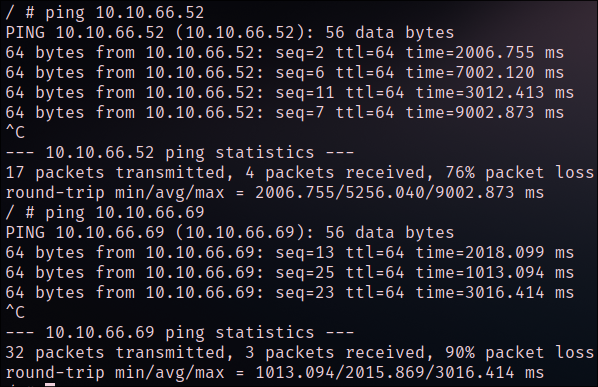 / # ping 10.10.66.52
PING 10.10.66.52 (10.10.66.52): 56 data bytes
64 bytes from 10.10.66.52: seq=2 ttl=64 time=2006.755 ms
64 bytes from 10.10.66.52: seq=6 ttl=64 time=7002.120 ms
64 bytes from 10.10.66.52: seq=11 ttl=64 time=3012.413 ms
64 bytes from 10.10.66.52: seq=7 ttl=64 time=9002.873 ms
^C
--- 10.10.66.52 ping statistics ---
17 packets transmitted, 4 packets received, 76% packet loss
round-trip min/avg/max = 2006.755/5256.040/9002.873 ms
/ # ping 10.10.66.69
PING 10.10.66.69 (10.10.66.69): 56 data bytes
64 bytes from 10.10.66.69: seq=13 ttl=64 time=2018.099 ms
64 bytes from 10.10.66.69: seq=25 ttl=64 time=1013.094 ms
64 bytes from 10.10.66.69: seq=23 ttl=64 time=3016.414 ms
^C
--- 10.10.66.69 ping statistics ---
32 packets transmitted, 3 packets received, 90% packet loss
round-trip min/avg/max = 1013.094/2015.869/3016.414 ms